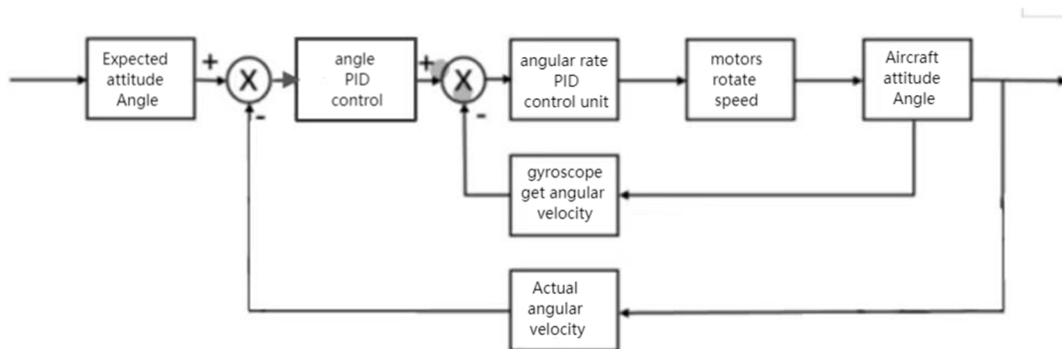 Expected
attitude
Angle
+
X
-
angle
PID
control
+
X
-
angular rate
PID
control unit
motors
rotate
speed
Aircraft
attitude
Angle
gyroscope
get angular
velocity
Actual
angular
velocity